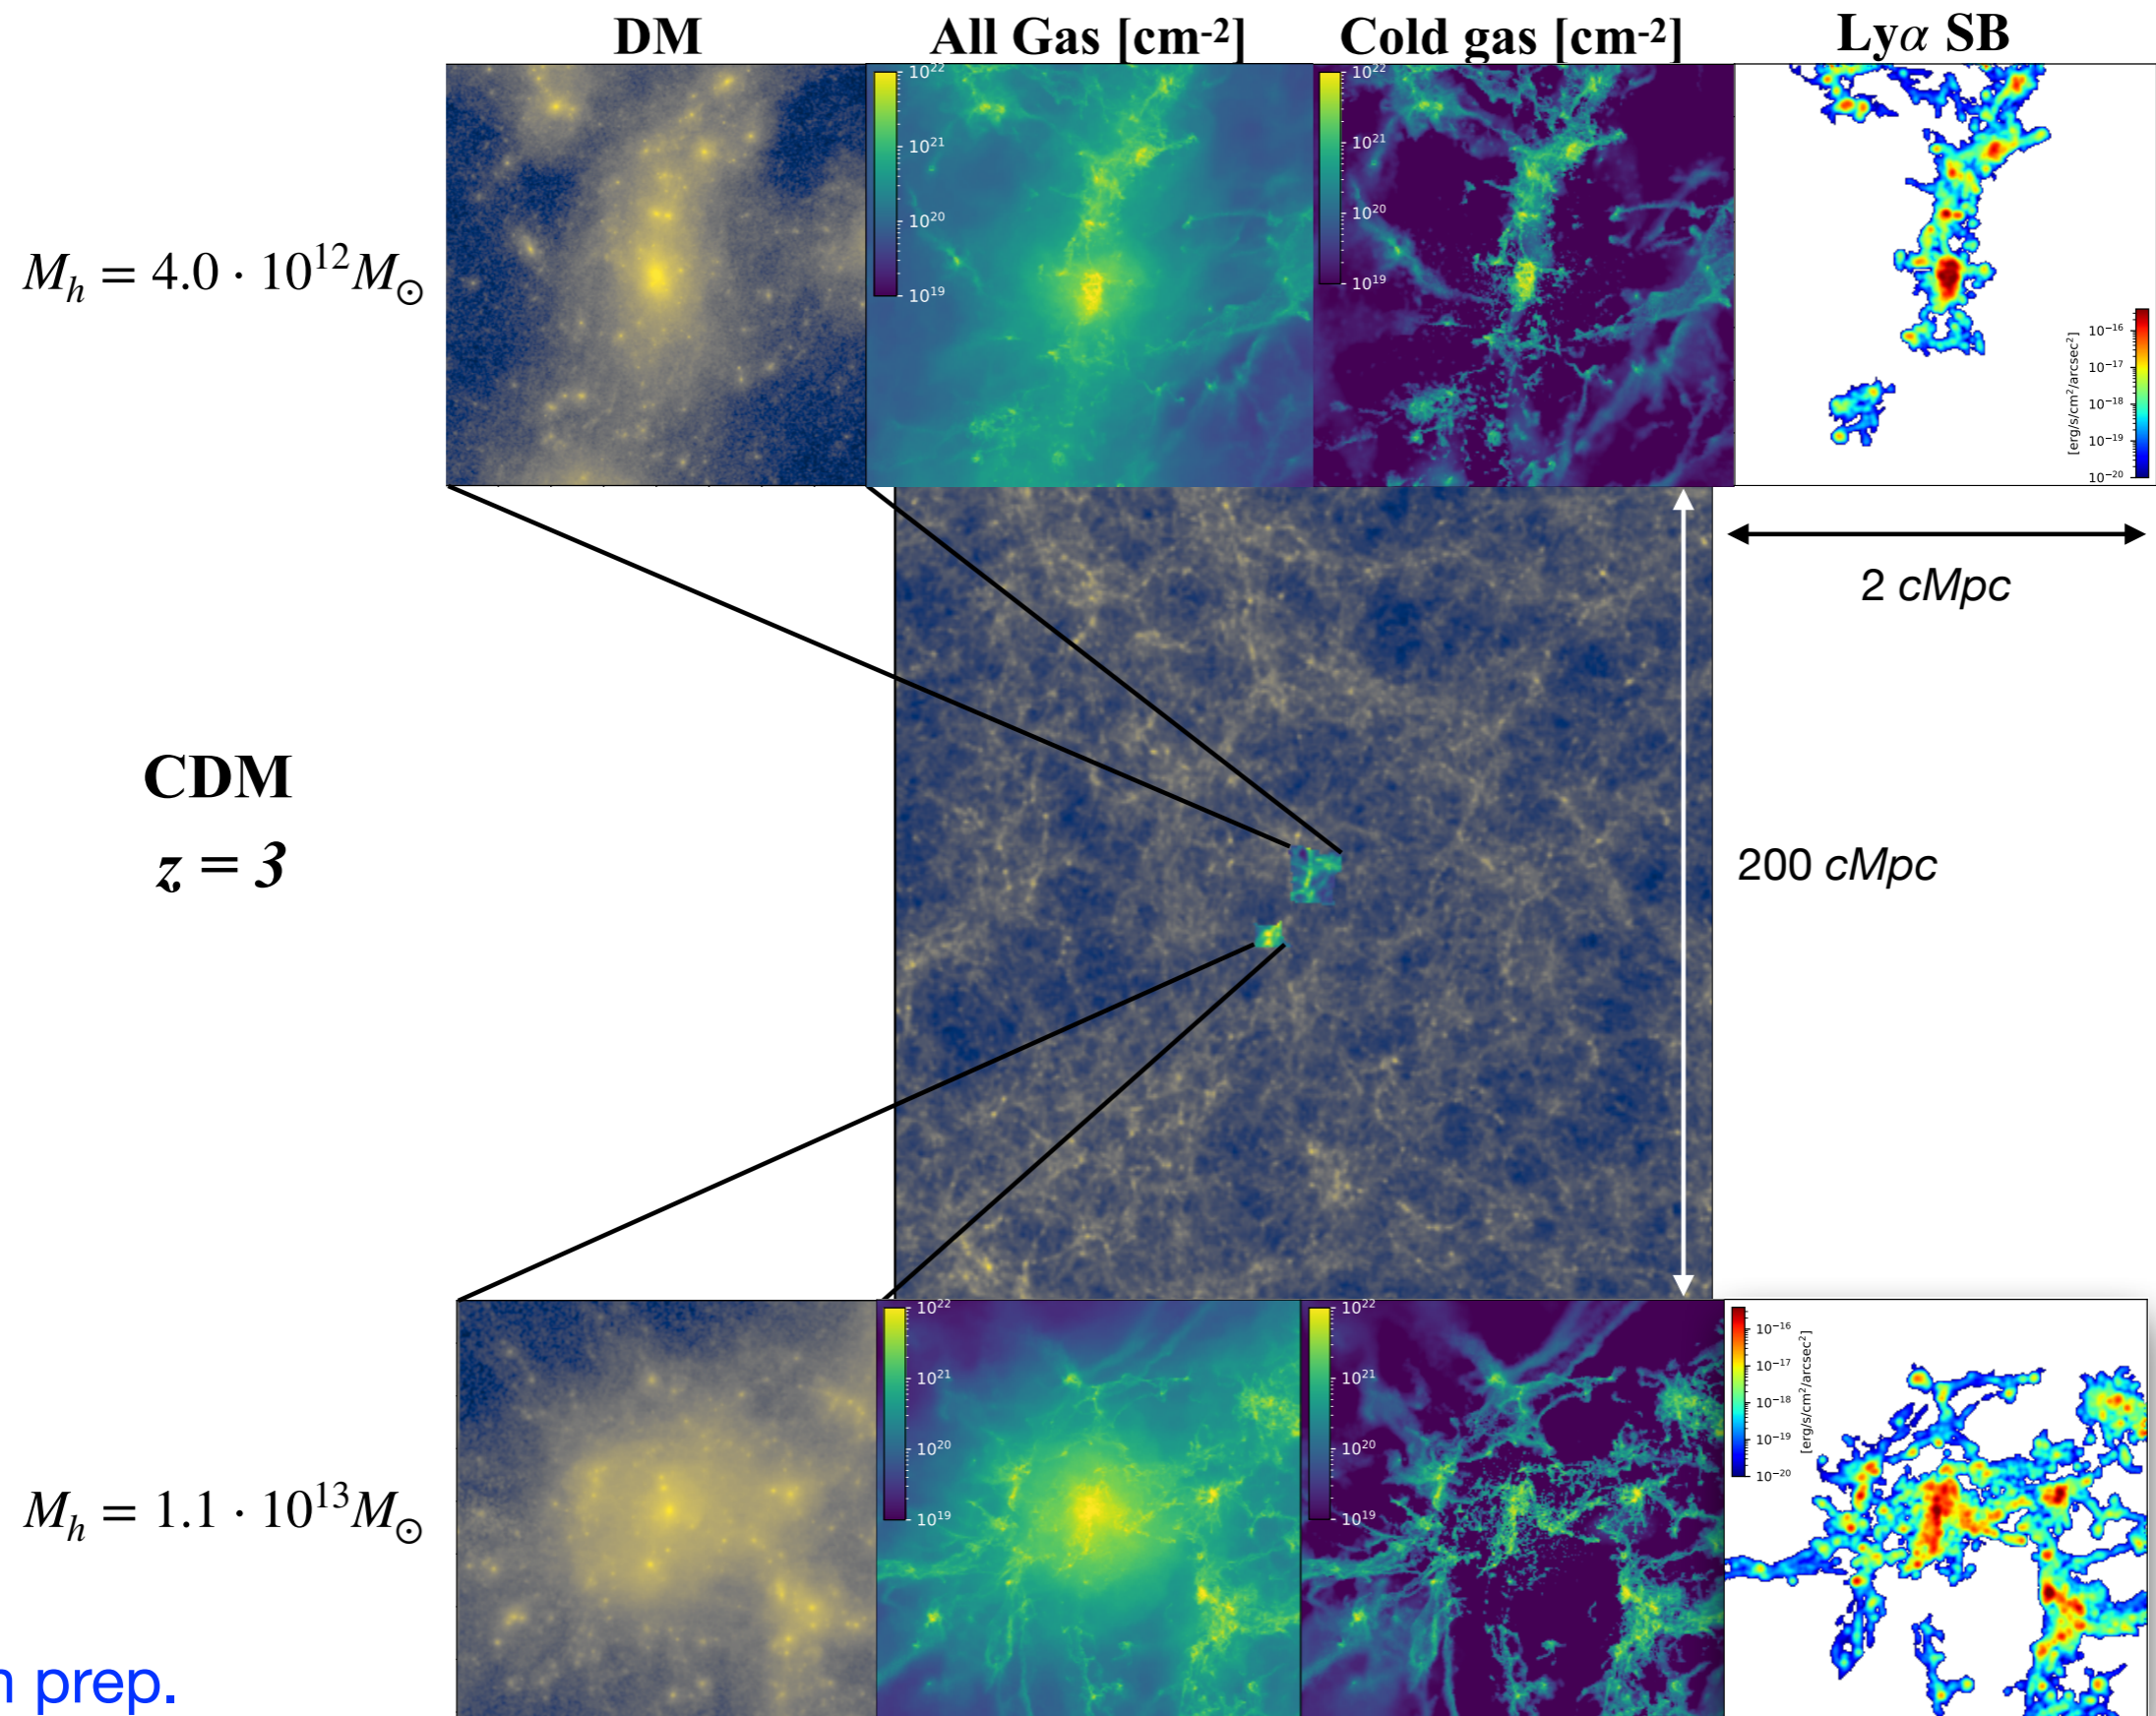 DM All Gas [cm-2] Cold gas [cm-2] Lyα SB
10²² 10²²
10²¹ 10²¹
10²⁰ 10²⁰
10¹⁹ 10¹⁹
Mₕ = 4.0 · 10¹²M☉
[erg/s/cm²/arcsec²]
10⁻¹⁶
10⁻¹⁷
10⁻¹⁸
10⁻¹⁹
10⁻²⁰
2 cMpc
CDM
z = 3
200 cMpc
10²² 10²²
10²¹ 10²¹
10²⁰ 10²⁰
10¹⁹ 10¹⁹
10⁻¹⁶
10⁻¹⁷
10⁻¹⁸
10⁻¹⁹
10⁻²⁰
[erg/s/cm²/arcsec²]
Mₕ = 1.1 · 10¹³M☉
prep.